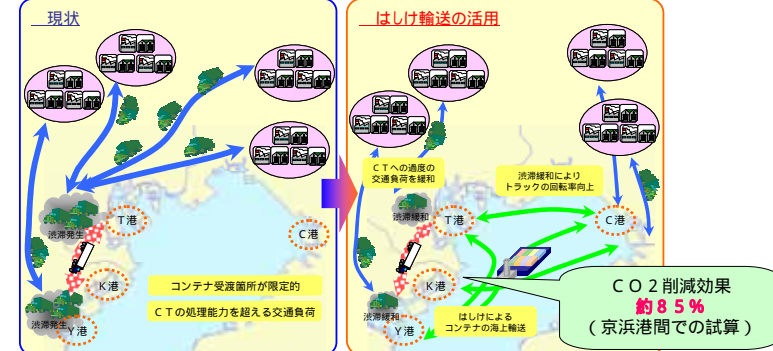 現状
渋滞発生
T港
C港
K港
渋滞発生
Y港
コンテナ受渡箇所が限定的
CTの処理能力を超える交通負荷
はしけ輸送の活用
CTへの過度の
交通負荷を緩和
渋滞緩和により
トラックの回転率向上
渋滞緩和
T港
C港
K港
渋滞緩和
Y港
はしけによる
コンテナの海上輸送
CO2削減効果
約85%
(京浜港間での試算)